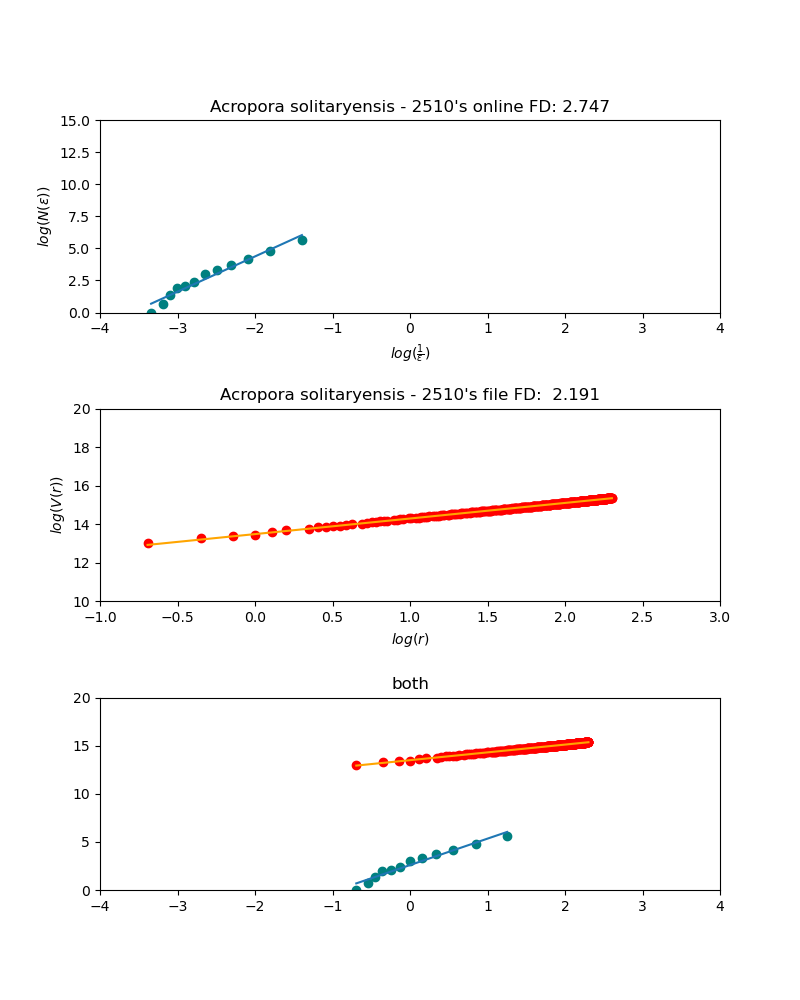 Acropora solitaryensis - 2510's online FD: 2.747
15.0
12.5
10.0
7.5
5.0
2.5
0.0
log(N(ε))
−4 −3 −2 −1 0 1 2 3 4
log(1/ε)
Acropora solitaryensis - 2510's file FD:  2.191
20
18
16
14
12
10
log(V(r))
−1.0 −0.5 0.0 0.5 1.0 1.5 2.0 2.5 3.0
log(r)
both
20
15
10
5
0
−4 −3 −2 −1 0 1 2 3 4